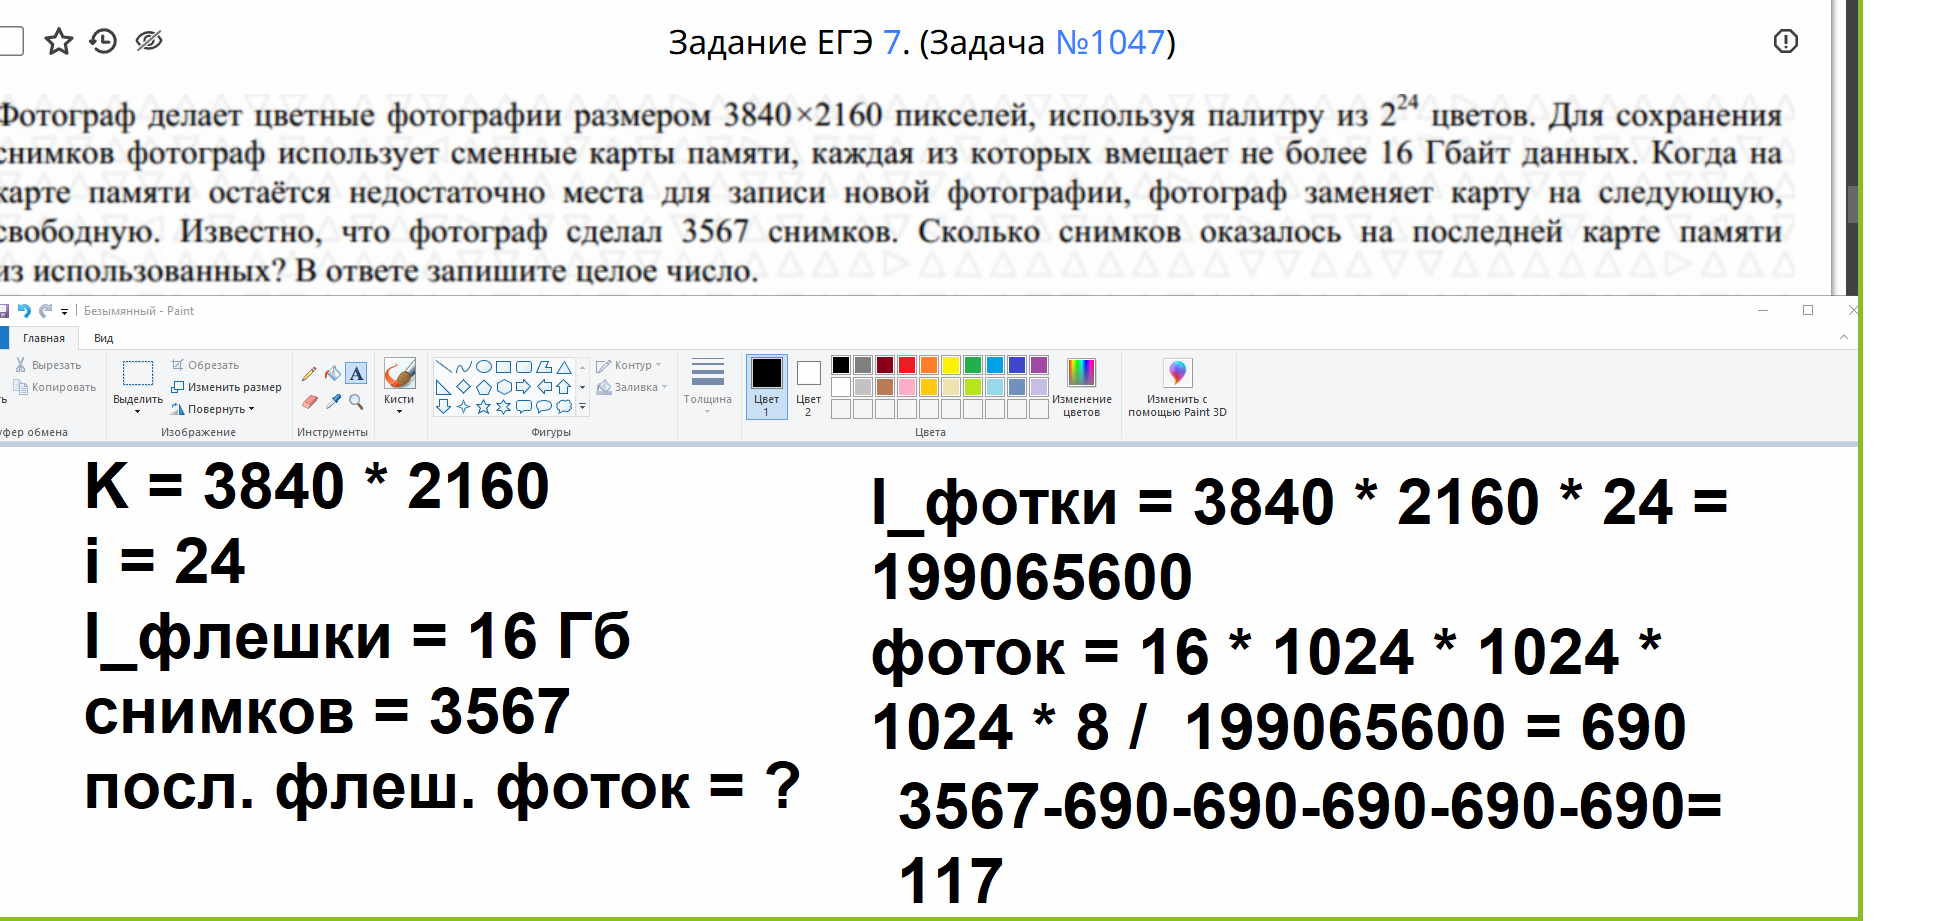 Задание ЕГЭ 7. (Задача №1047)
Фотограф делает цветные фотографии размером 3840×2160 пикселей, используя палитру из 2^24 цветов. Для сохранения
снимков фотограф использует сменные карты памяти, каждая из которых вмещает не более 16 Гбайт данных. Когда на
карте памяти остаётся недостаточно места для записи новой фотографии, фотограф заменяет карту на следующую,
свободную. Известно, что фотограф сделал 3567 снимков. Сколько снимков оказалось на последней карте памяти
из использованных? В ответе запишите целое число.
Безымянный - Paint
Главная Вид
Вырезать
Копировать
Выделить
Обрезать
Изменить размер
Повернуть
Кисти
Контур
Заливка
Толщина
Цвет 1
Цвет 2
Изменение цветов
Изменить с помощью Paint 3D
уфер обмена
Изображение
Инструменты
Фигуры
Цвета
K = 3840 * 2160
i = 24
I_флешки = 16 Гб
снимков = 3567
посл. флеш. фоток = ?
I_фотки = 3840 * 2160 * 24 =
199065600
фоток = 16 * 1024 * 1024 *
1024 * 8 / 199065600 = 690
3567-690-690-690-690-690=
117